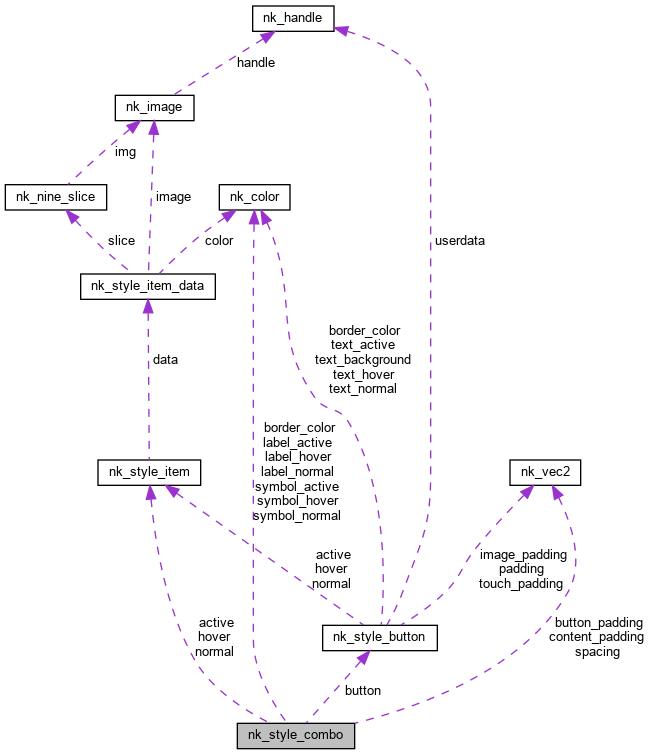 nk_handle
handle
nk_image
img
image
nk_nine_slice
nk_color
userdata
slice
color
nk_style_item_data
border_color
text_active
text_background
text_hover
text_normal
data
border_color
label_active
label_hover
label_normal
symbol_active
symbol_hover
symbol_normal
nk_style_item
nk_vec2
active
hover
normal
image_padding
padding
touch_padding
active
hover
normal
nk_style_button
button_padding
content_padding
spacing
button
nk_style_combo